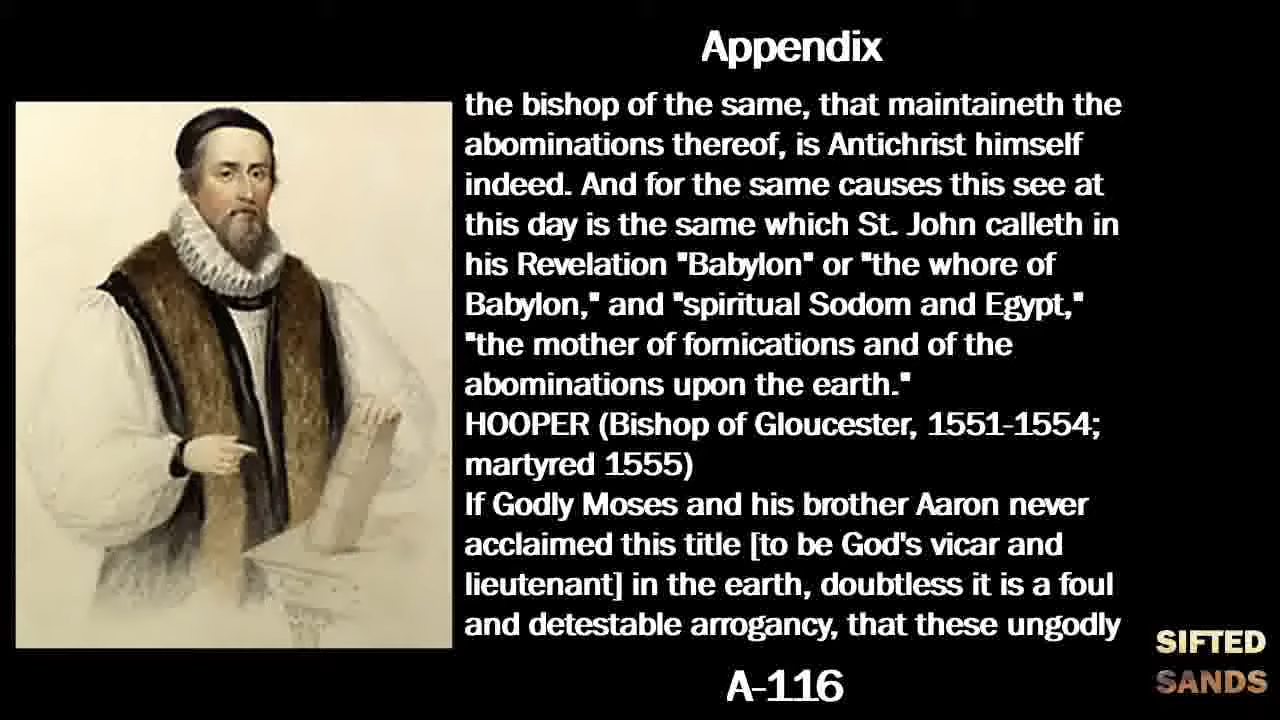 Appendix
the bishop of the same, that maintaineth the
abominations thereof, is Antichrist himself
indeed. And for the same causes this see at
this day is the same which St. John calleth in
his Revelation "Babylon" or "the whore of
Babylon," and "spiritual Sodom and Egypt,"
"the mother of fornications and of the
abominations upon the earth."
HOOPER (Bishop of Gloucester, 1551-1554;
martyred 1555)
If Godly Moses and his brother Aaron never
acclaimed this title [to be God's vicar and
lieutenant] in the earth, doubtless it is a foul
and detestable arrogancy, that these ungodly
A-116
SIFTED
SANDS